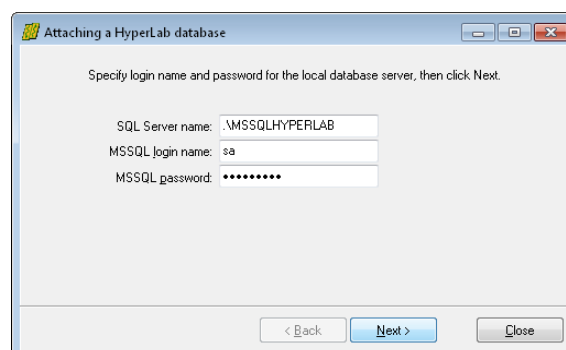 Attaching a HyperLab database
Specify login name and password for the local database server, then click Next.
SQL Server name: .\MSSQLHYPERLAB
MSSQL login name: sa
MSSQL password: •••••••••
< Back Next > Close